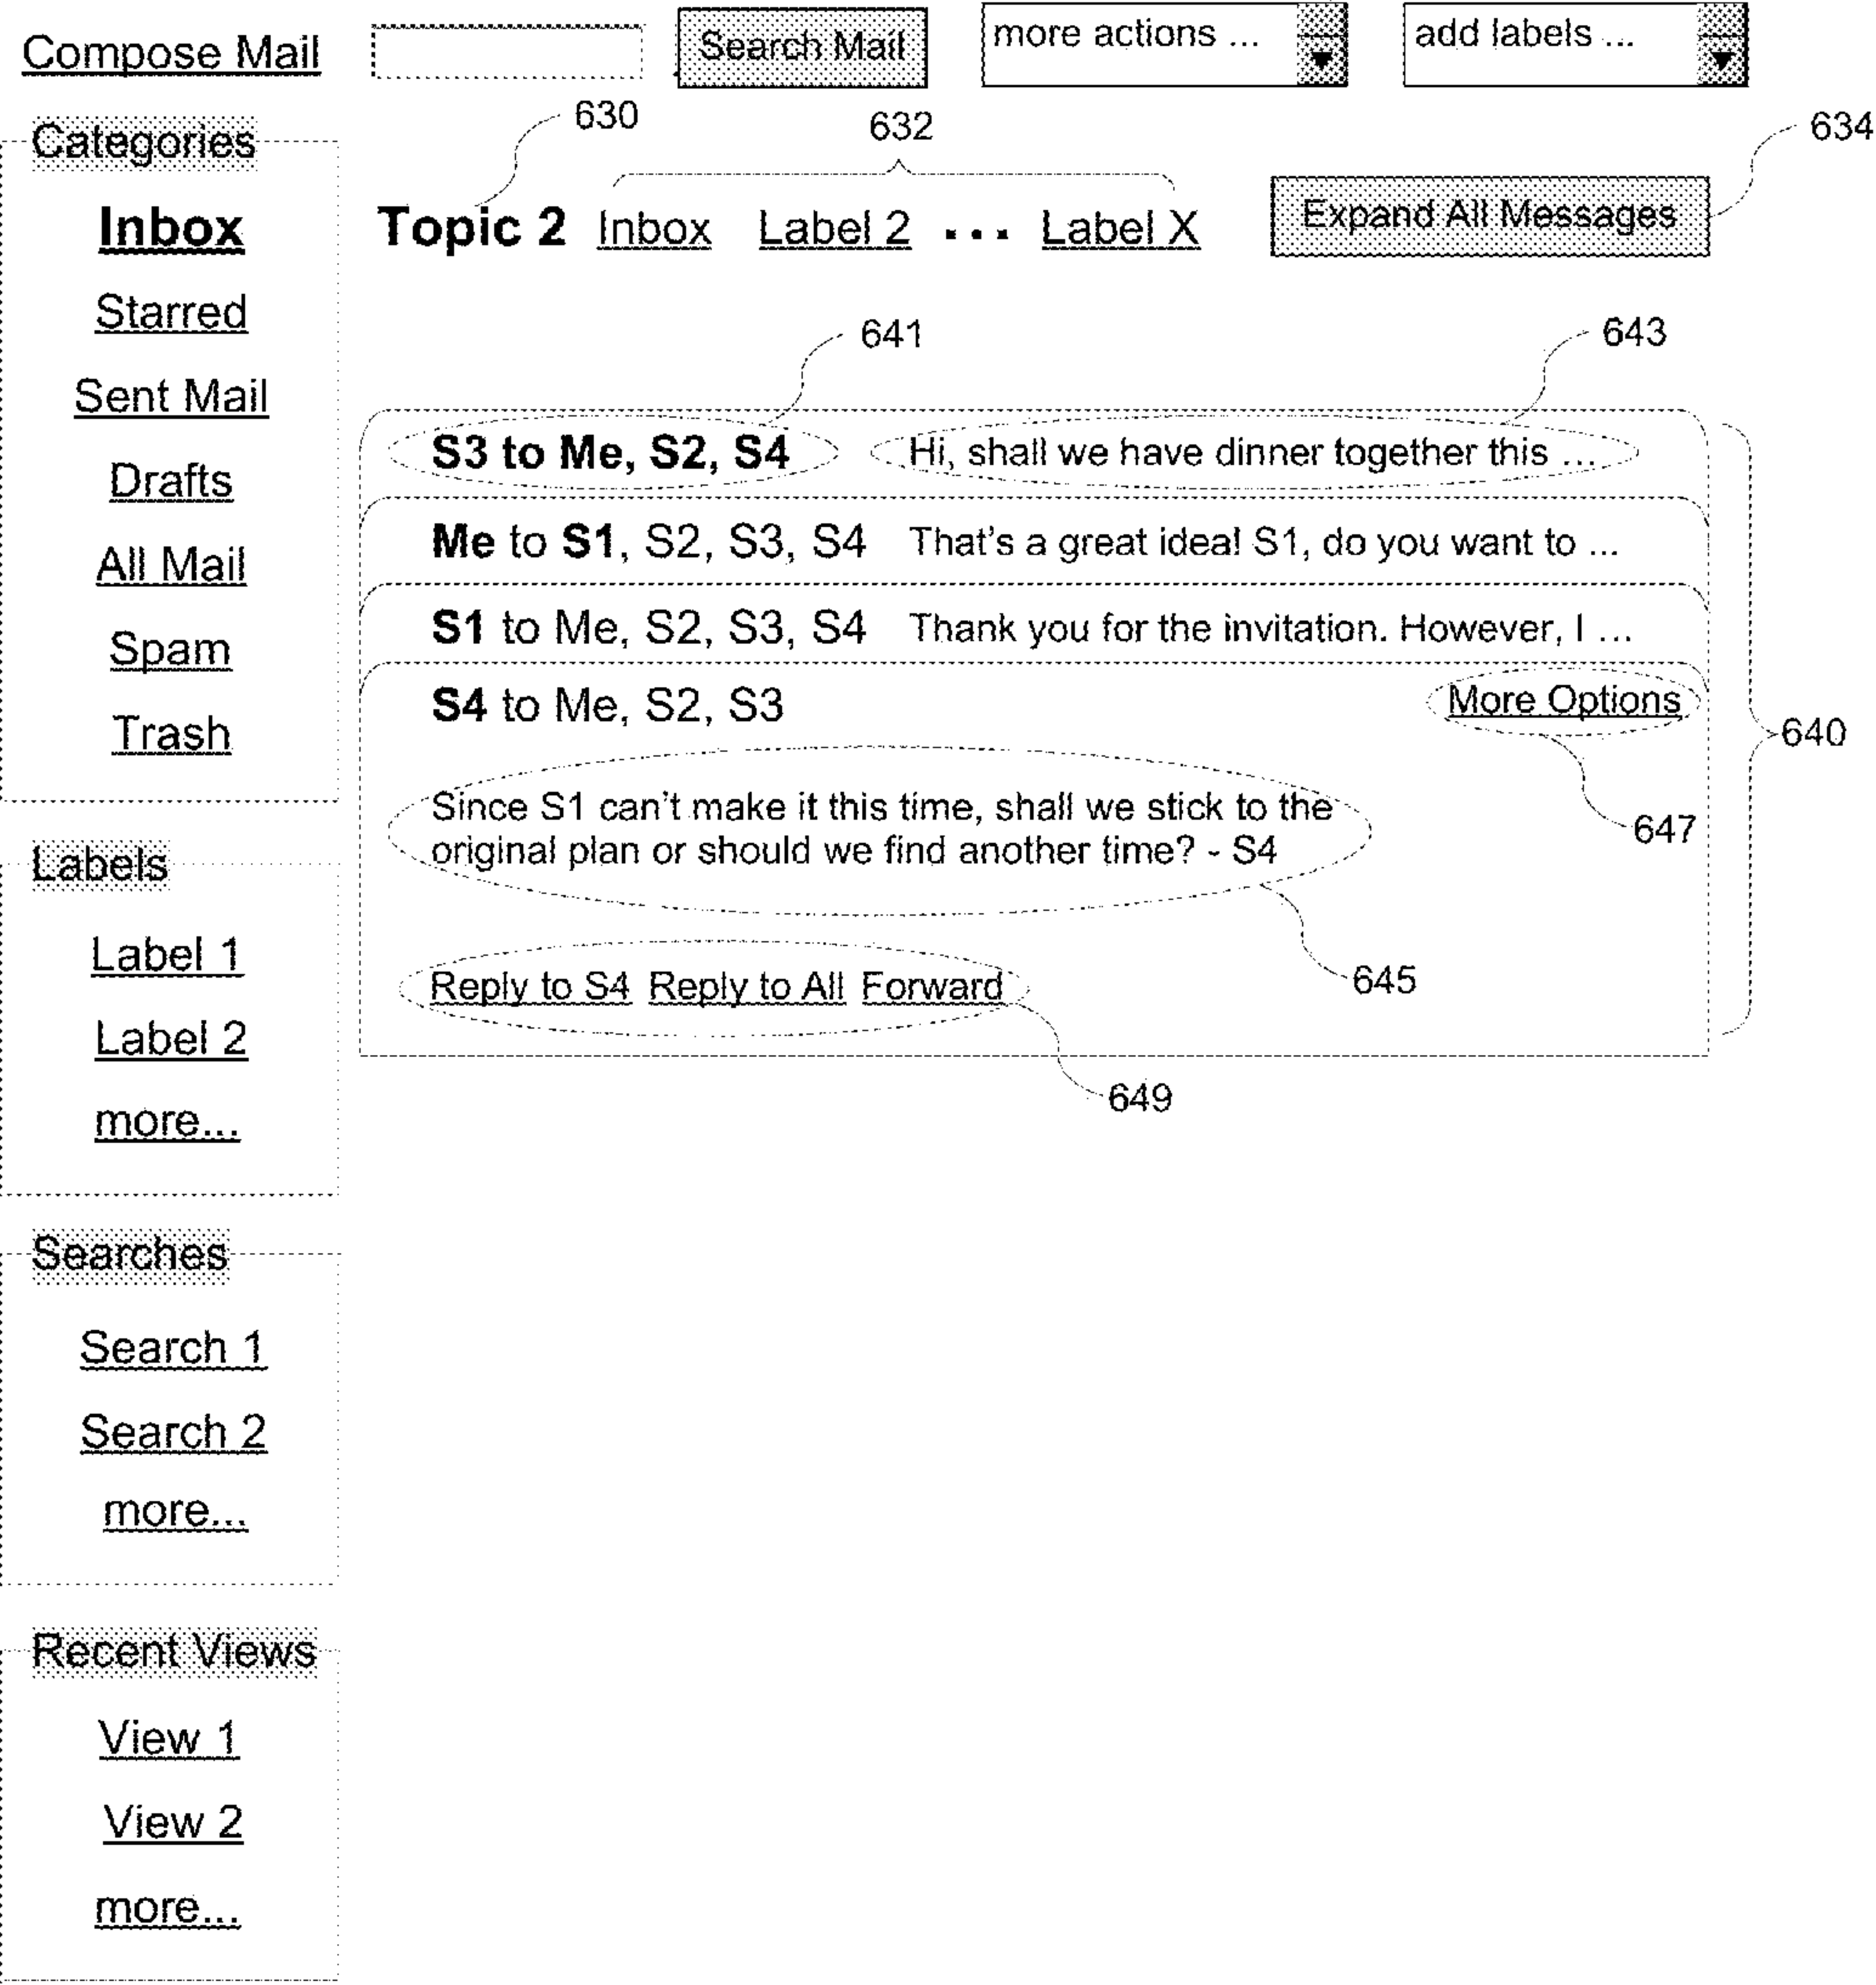 Compose Mail Search Mail more actions ... add labels ...
630 632 634
Categories
Inbox
Starred
Sent Mail
Drafts
All Mail
Spam
Trash
Labels
Label 1
Label 2
more...
Searches
Search 1
Search 2
more...
Recent Views
View 1
View 2
more...
Topic 2 Inbox Label 2 ... Label X Expand All Messages
641 643
S3 to Me, S2, S4 Hi, shall we have dinner together this ...
Me to S1, S2, S3, S4 That's a great idea! S1, do you want to ...
S1 to Me, S2, S3, S4 Thank you for the invitation. However, I ...
S4 to Me, S2, S3 More Options
640
647
Since S1 can't make it this time, shall we stick to the
original plan or should we find another time? - S4
645
Reply to S4 Reply to All Forward
649